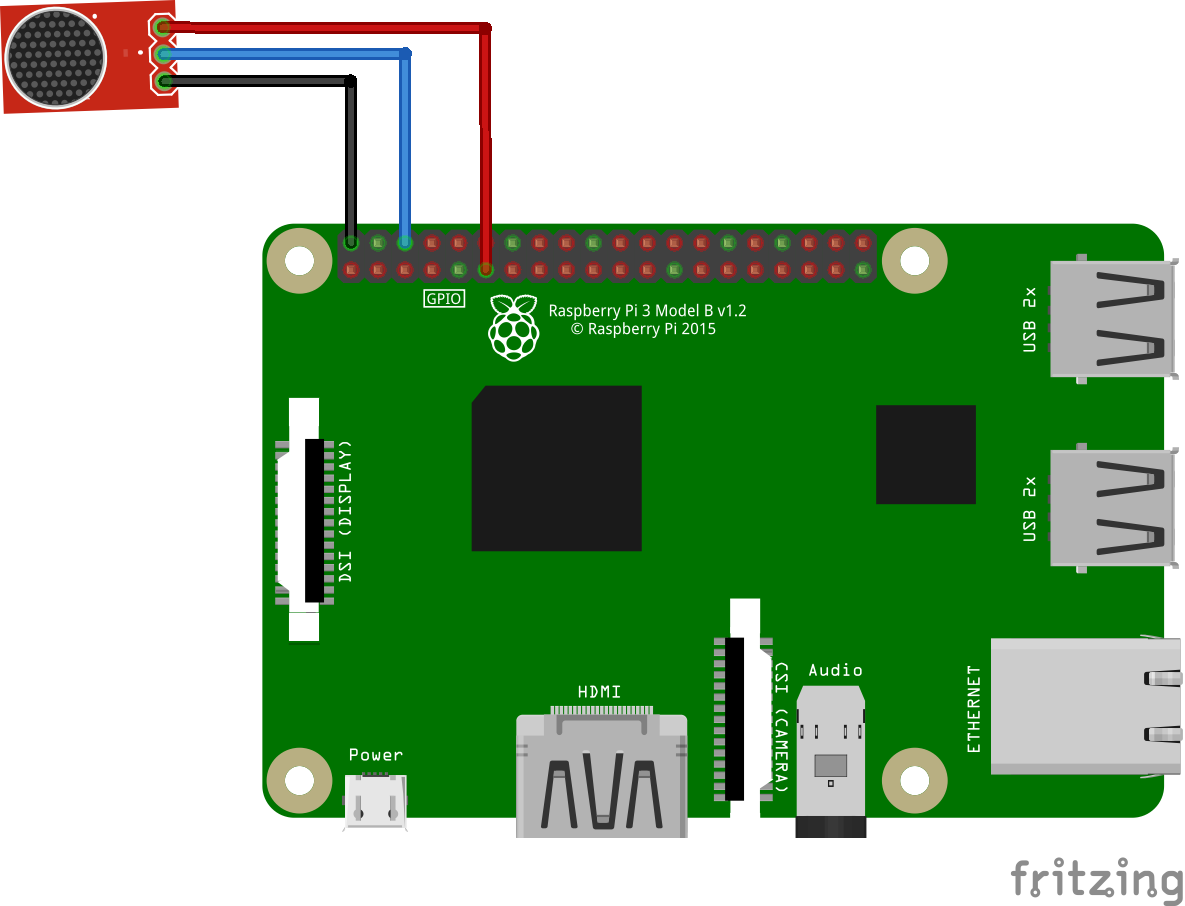 GPIO
Raspberry Pi 3 Model B v1.2
© Raspberry Pi 2015
USB 2x
DSI (DISPLAY)
USB 2x
HDMI
CSI (CAMERA)
Audio
ETHERNET
Power
fritzing